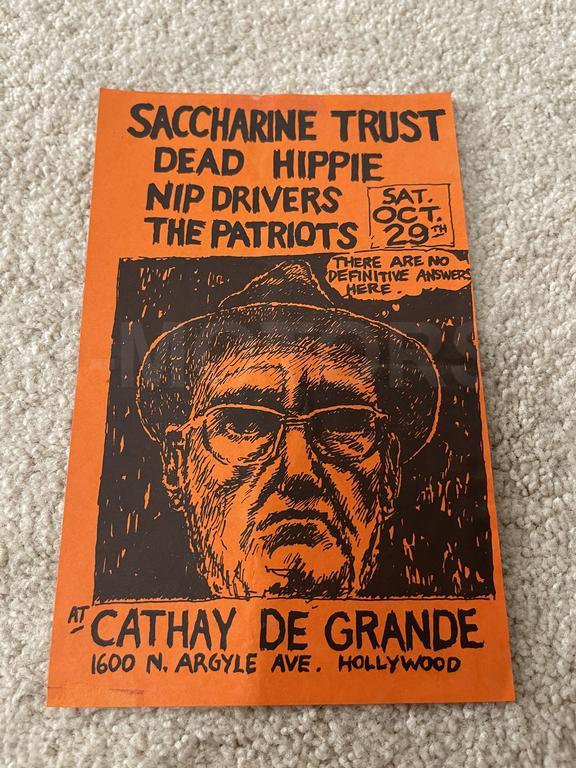 SACCHARINE TRUST
DEAD HIPPIE
NIP DRIVERS
THE PATRIOTS
SAT.
OCT.
29TH
THERE ARE NO
DEFINITIVE ANSWERS
HERE.
MOTORS
AT CATHAY DE GRANDE
1600 N. ARGYLE AVE. HOLLYWOOD